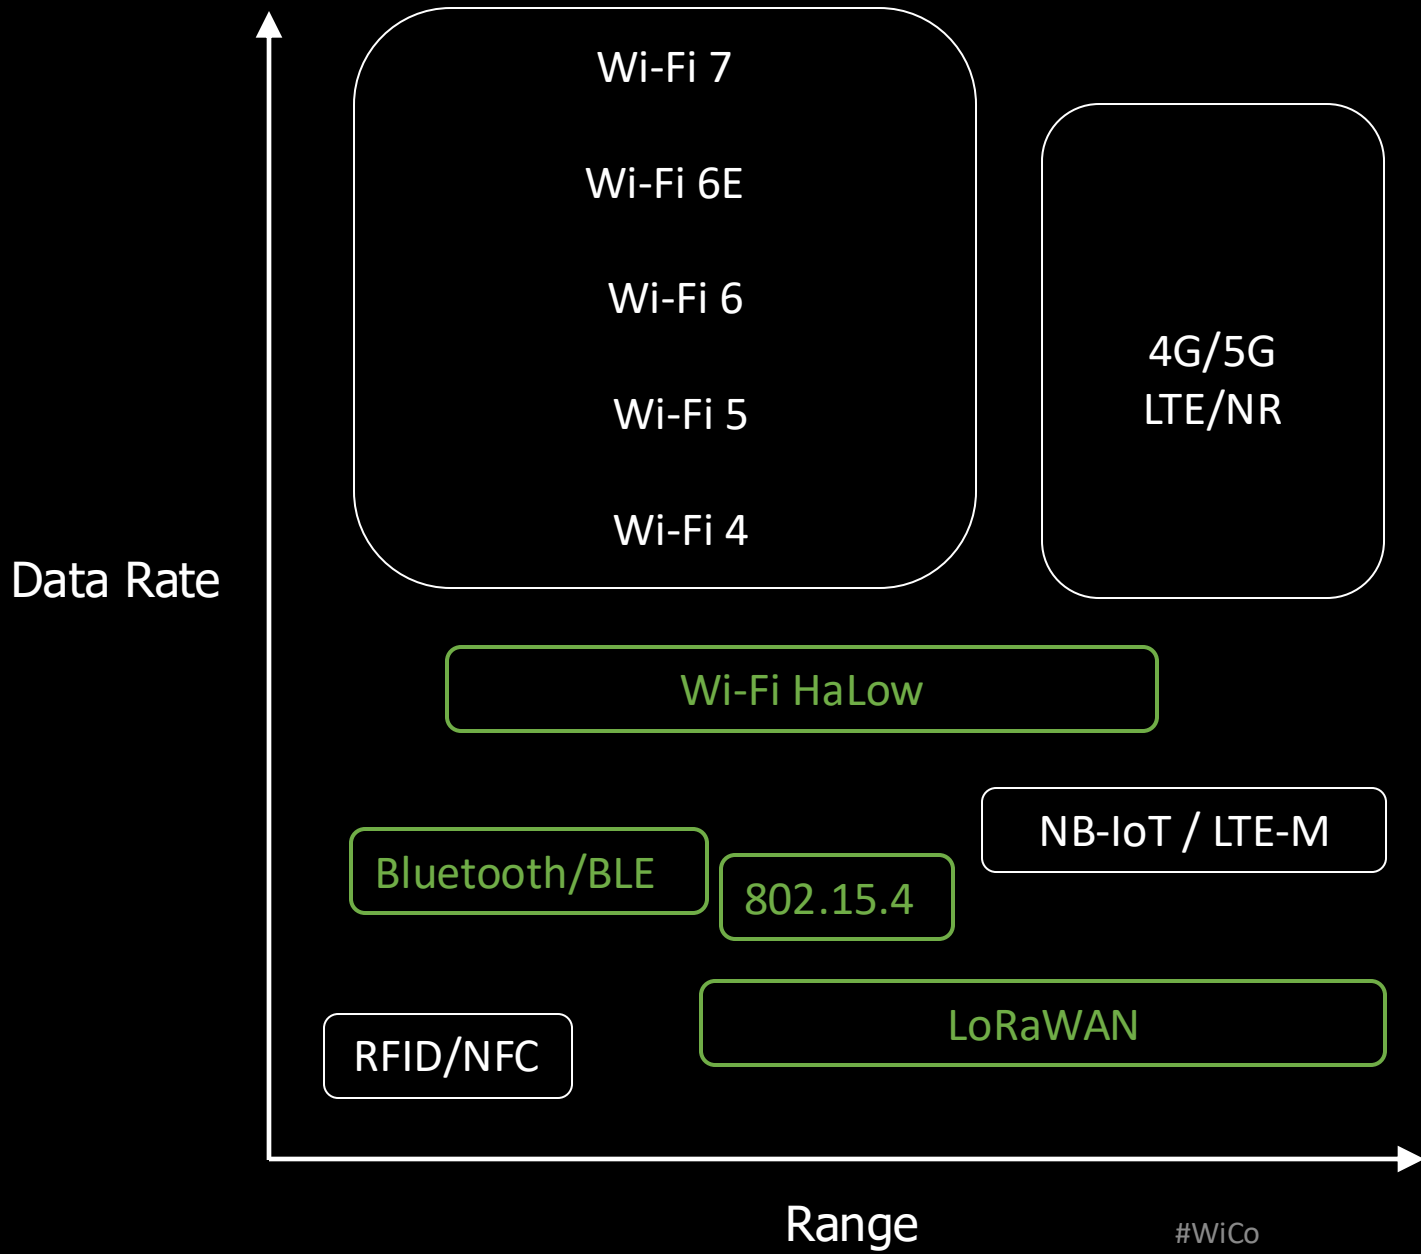 Wi-Fi 7
Wi-Fi 6E
Wi-Fi 6
Wi-Fi 5
Wi-Fi 4
4G/5G
LTE/NR
Data Rate
Wi-Fi HaLow
NB-IoT / LTE-M
Bluetooth/BLE
802.15.4
LoRaWAN
RFID/NFC
Range
#WiCo